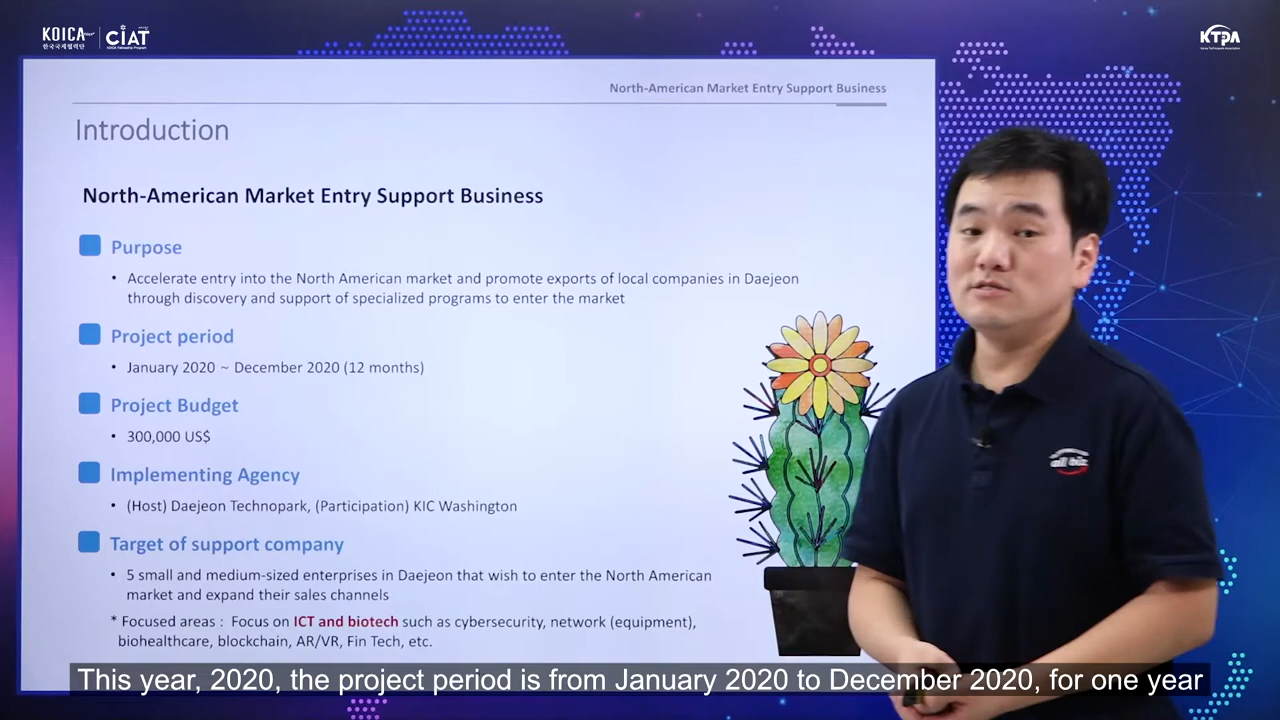 KOICA
한국국제협력단
CIAT
KOICA Fellowship Program
KTPA
Korea Technopark Association
North-American Market Entry Support Business
Introduction
North-American Market Entry Support Business
Purpose
• Accelerate entry into the North American market and promote exports of local companies in Daejeon
through discovery and support of specialized programs to enter the market
Project period
• January 2020 ~ December 2020 (12 months)
Project Budget
• 300,000 US$
Implementing Agency
• (Host) Daejeon Technopark, (Participation) KIC Washington
Target of support company
• 5 small and medium-sized enterprises in Daejeon that wish to enter the North American
market and expand their sales channels
* Focused areas : Focus on ICT and biotech such as cybersecurity, network (equipment),
biohealthcare, blockchain, AR/VR, Fin Tech, etc.
all biz
This year, 2020, the project period is from January 2020 to December 2020, for one year